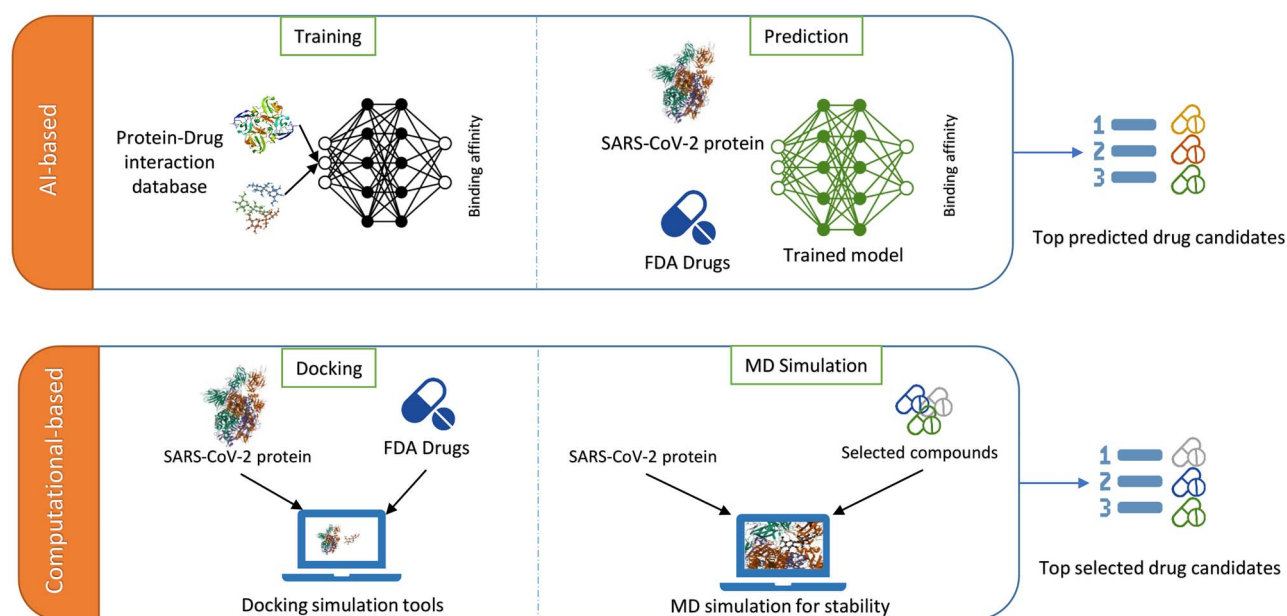 AI-based
Training
Protein-Drug
interaction
database
Binding affinity
Prediction
SARS-CoV-2 protein
FDA Drugs
Trained model
Binding affinity
1
2
3
Top predicted drug candidates
Computational-based
Docking
SARS-CoV-2 protein
FDA Drugs
Docking simulation tools
MD Simulation
SARS-CoV-2 protein
Selected compounds
MD simulation for stability
1
2
3
Top selected drug candidates